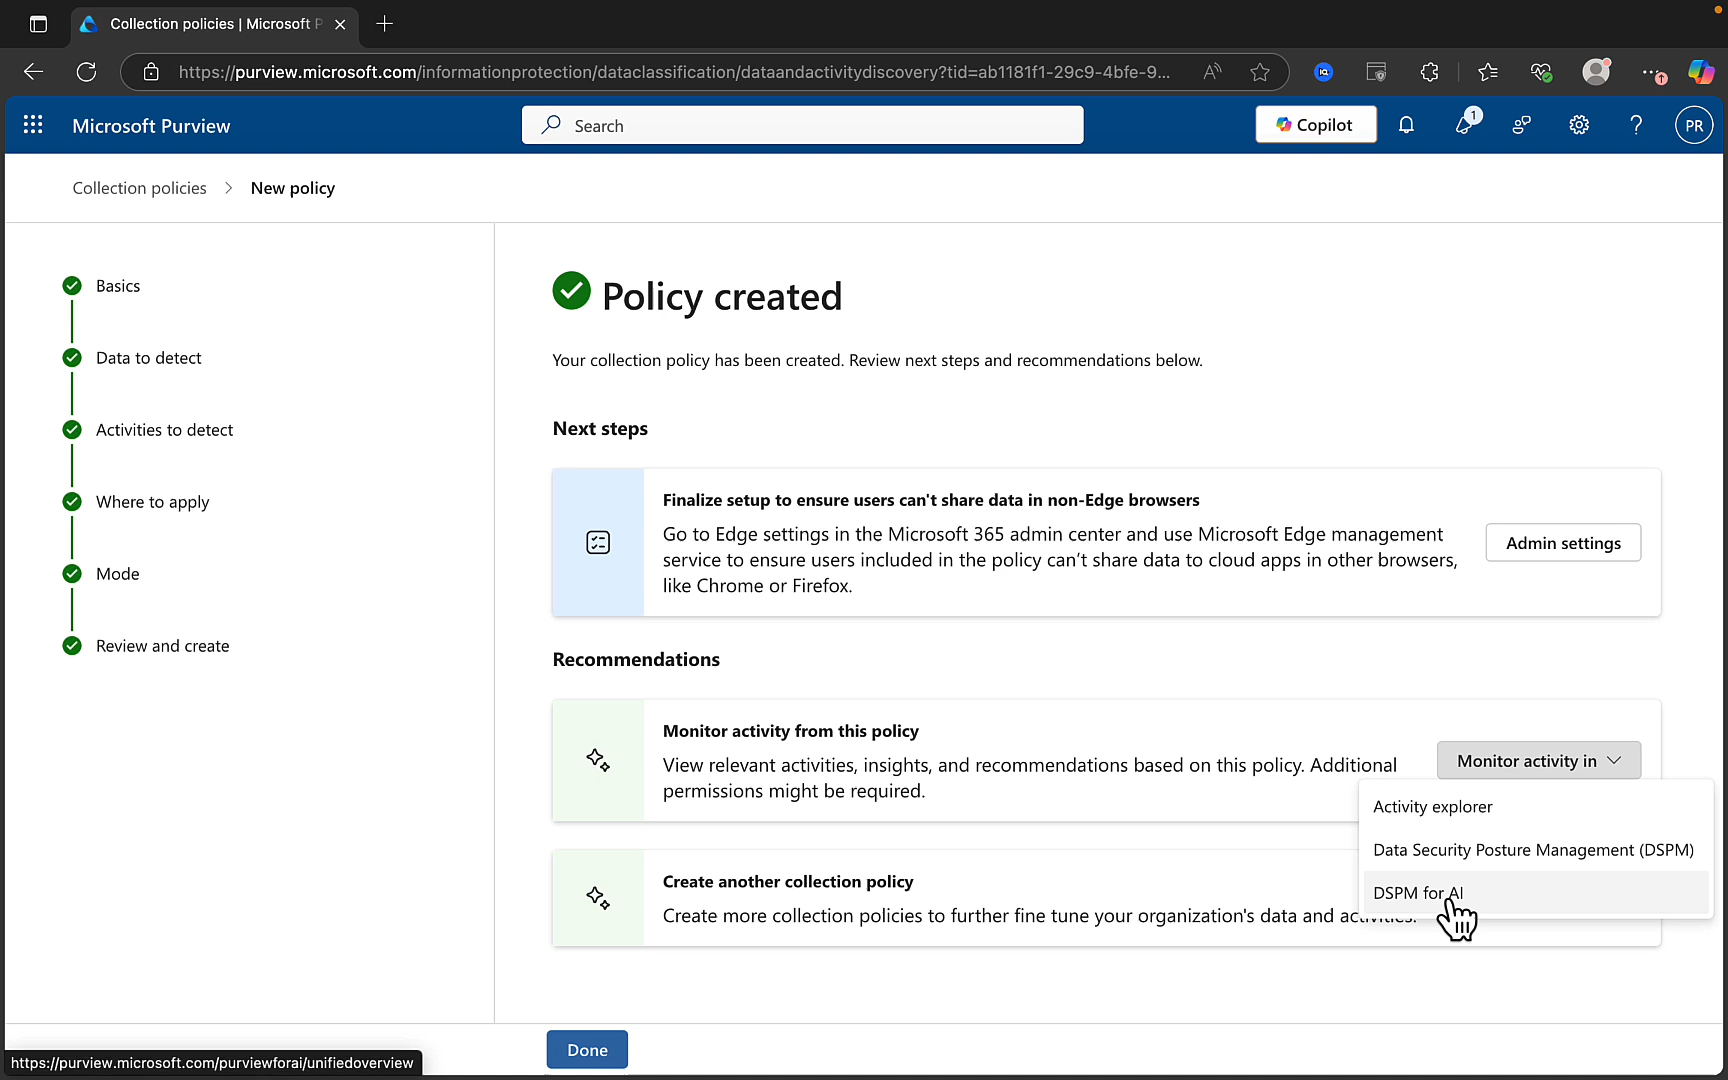 Collection policies | Microsoft P
https://purview.microsoft.com/informationprotection/dataclassification/dataandactivitydiscovery?tid=ab1181f1-29c9-4bfe-9...
Microsoft Purview
Search
Copilot
1
PR
Collection policies > New policy
Basics
Data to detect
Activities to detect
Where to apply
Mode
Review and create
Policy created
Your collection policy has been created. Review next steps and recommendations below.
Next steps
Finalize setup to ensure users can't share data in non-Edge browsers
Go to Edge settings in the Microsoft 365 admin center and use Microsoft Edge management
service to ensure users included in the policy can't share data to cloud apps in other browsers,
like Chrome or Firefox.
Admin settings
Recommendations
Monitor activity from this policy
View relevant activities, insights, and recommendations based on this policy. Additional
permissions might be required.
Monitor activity in
Activity explorer
Data Security Posture Management (DSPM)
DSPM for AI
Create another collection policy
Create more collection policies to further fine tune your organization's data and activities.
Done
https://purview.microsoft.com/purviewforai/unifiedoverview